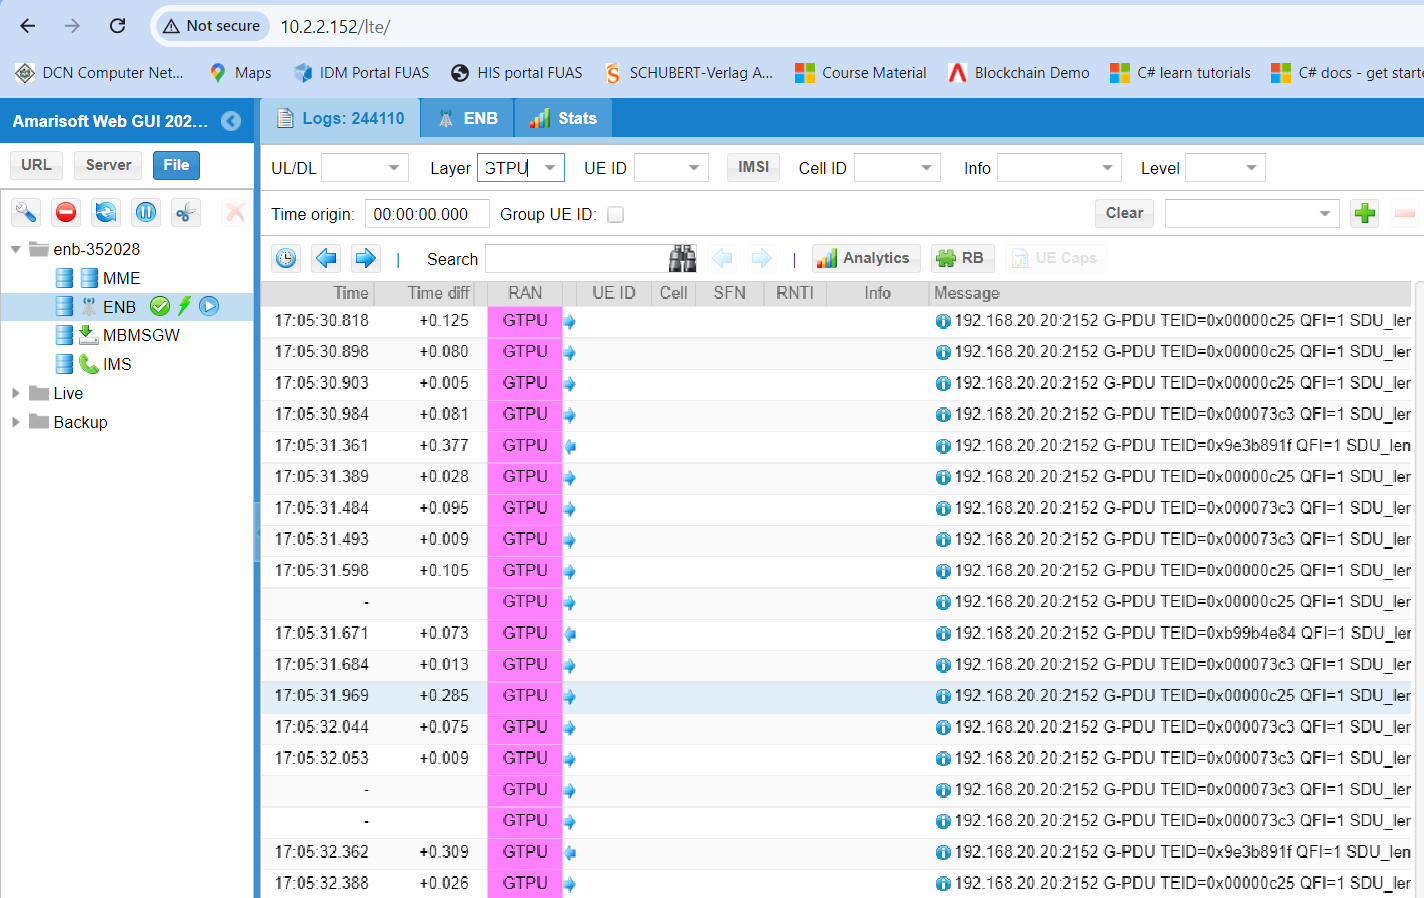 Not secure 10.2.2.152/lte/
DCN Computer Net... Maps IDM Portal FUAS HIS portal FUAS SCHUBERT-Verlag A... Course Material Blockchain Demo C# learn tutorials C# docs - get starte
Amarisoft Web GUI 202... Logs: 244110 ENB Stats
URL Server File
UL/DL Layer GTPU UE ID IMSI Cell ID Info Level
Time origin: 00:00:00.000 Group UE ID: Clear
enb-352028
MME
ENB
MBMSGW
IMS
Live
Backup
| Search | Analytics RB UE Caps
Time Time diff RAN UE ID Cell SFN RNTI Info Message
17:05:30.818 +0.125 GTPU 192.168.20.20:2152 G-PDU TEID=0x00000c25 QFI=1 SDU_ler
17:05:30.898 +0.080 GTPU 192.168.20.20:2152 G-PDU TEID=0x00000c25 QFI=1 SDU_ler
17:05:30.903 +0.005 GTPU 192.168.20.20:2152 G-PDU TEID=0x00000c25 QFI=1 SDU_ler
17:05:30.984 +0.081 GTPU 192.168.20.20:2152 G-PDU TEID=0x000073c3 QFI=1 SDU_ler
17:05:31.361 +0.377 GTPU 192.168.20.20:2152 G-PDU TEID=0x9e3b891f QFI=1 SDU_len
17:05:31.389 +0.028 GTPU 192.168.20.20:2152 G-PDU TEID=0x00000c25 QFI=1 SDU_ler
17:05:31.484 +0.095 GTPU 192.168.20.20:2152 G-PDU TEID=0x000073c3 QFI=1 SDU_ler
17:05:31.493 +0.009 GTPU 192.168.20.20:2152 G-PDU TEID=0x000073c3 QFI=1 SDU_ler
17:05:31.598 +0.105 GTPU 192.168.20.20:2152 G-PDU TEID=0x00000c25 QFI=1 SDU_ler
- GTPU 192.168.20.20:2152 G-PDU TEID=0x00000c25 QFI=1 SDU_ler
17:05:31.671 +0.073 GTPU 192.168.20.20:2152 G-PDU TEID=0xb99b4e84 QFI=1 SDU_ler
17:05:31.684 +0.013 GTPU 192.168.20.20:2152 G-PDU TEID=0x000073c3 QFI=1 SDU_ler
17:05:31.969 +0.285 GTPU 192.168.20.20:2152 G-PDU TEID=0x00000c25 QFI=1 SDU_ler
17:05:32.044 +0.075 GTPU 192.168.20.20:2152 G-PDU TEID=0x000073c3 QFI=1 SDU_ler
17:05:32.053 +0.009 GTPU 192.168.20.20:2152 G-PDU TEID=0x000073c3 QFI=1 SDU_ler
- GTPU 192.168.20.20:2152 G-PDU TEID=0x000073c3 QFI=1 SDU_ler
- GTPU 192.168.20.20:2152 G-PDU TEID=0x00000c25 QFI=1 SDU_ler
17:05:32.362 +0.309 GTPU 192.168.20.20:2152 G-PDU TEID=0x9e3b891f QFI=1 SDU_len
17:05:32.388 +0.026 GTPU 192.168.20.20:2152 G-PDU TEID=0x00000c25 QFI=1 SDU_ler